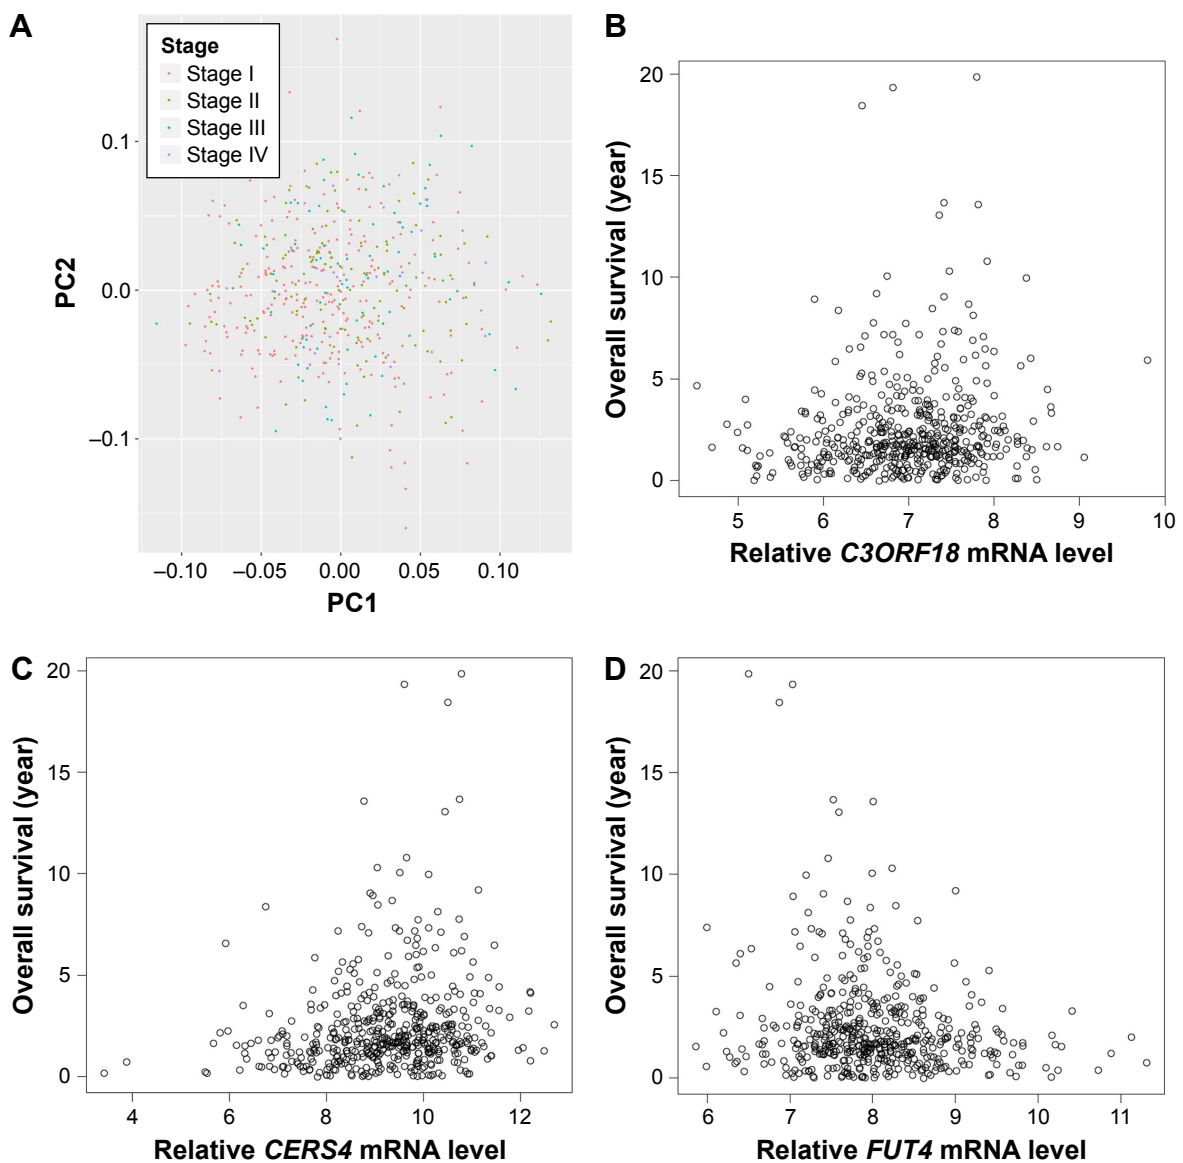 A
Stage
Stage I
Stage II
Stage III
Stage IV
0.1
0.0
–0.1
PC2
–0.10 –0.05 0.00 0.05 0.10
PC1
B
20
15
10
5
0
Overall survival (year)
5 6 7 8 9 10
Relative C3ORF18 mRNA level
C
20
15
10
5
0
Overall survival (year)
4 6 8 10 12
Relative CERS4 mRNA level
D
20
15
10
5
0
Overall survival (year)
6 7 8 9 10 11
Relative FUT4 mRNA level